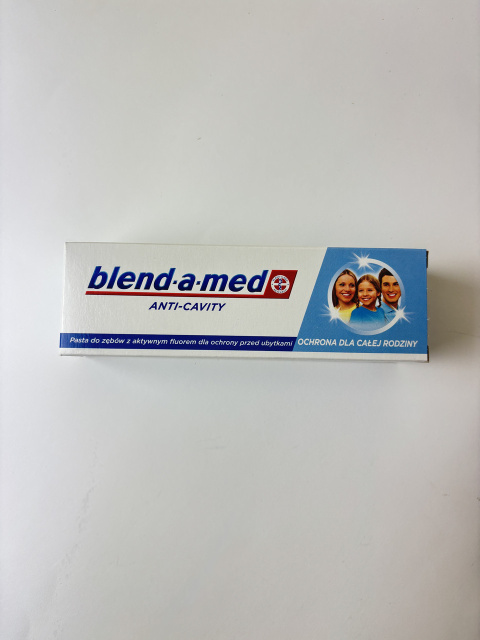 blend-a-med
ANTI-CAVITY
Pasta do zębów z aktywnym fluorem dla ochrony przed ubytkami
OCHRONA DLA CAŁEJ RODZINY